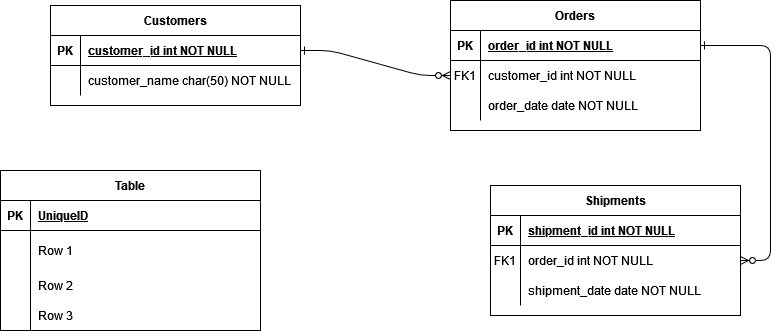 Customers
PK customer_id int NOT NULL
customer_name char(50) NOT NULL
Orders
PK order_id int NOT NULL
FK1 customer_id int NOT NULL
order_date date NOT NULL
Table
PK UniqueID
Row 1
Row 2
Row 3
Shipments
PK shipment_id int NOT NULL
FK1 order_id int NOT NULL
shipment_date date NOT NULL